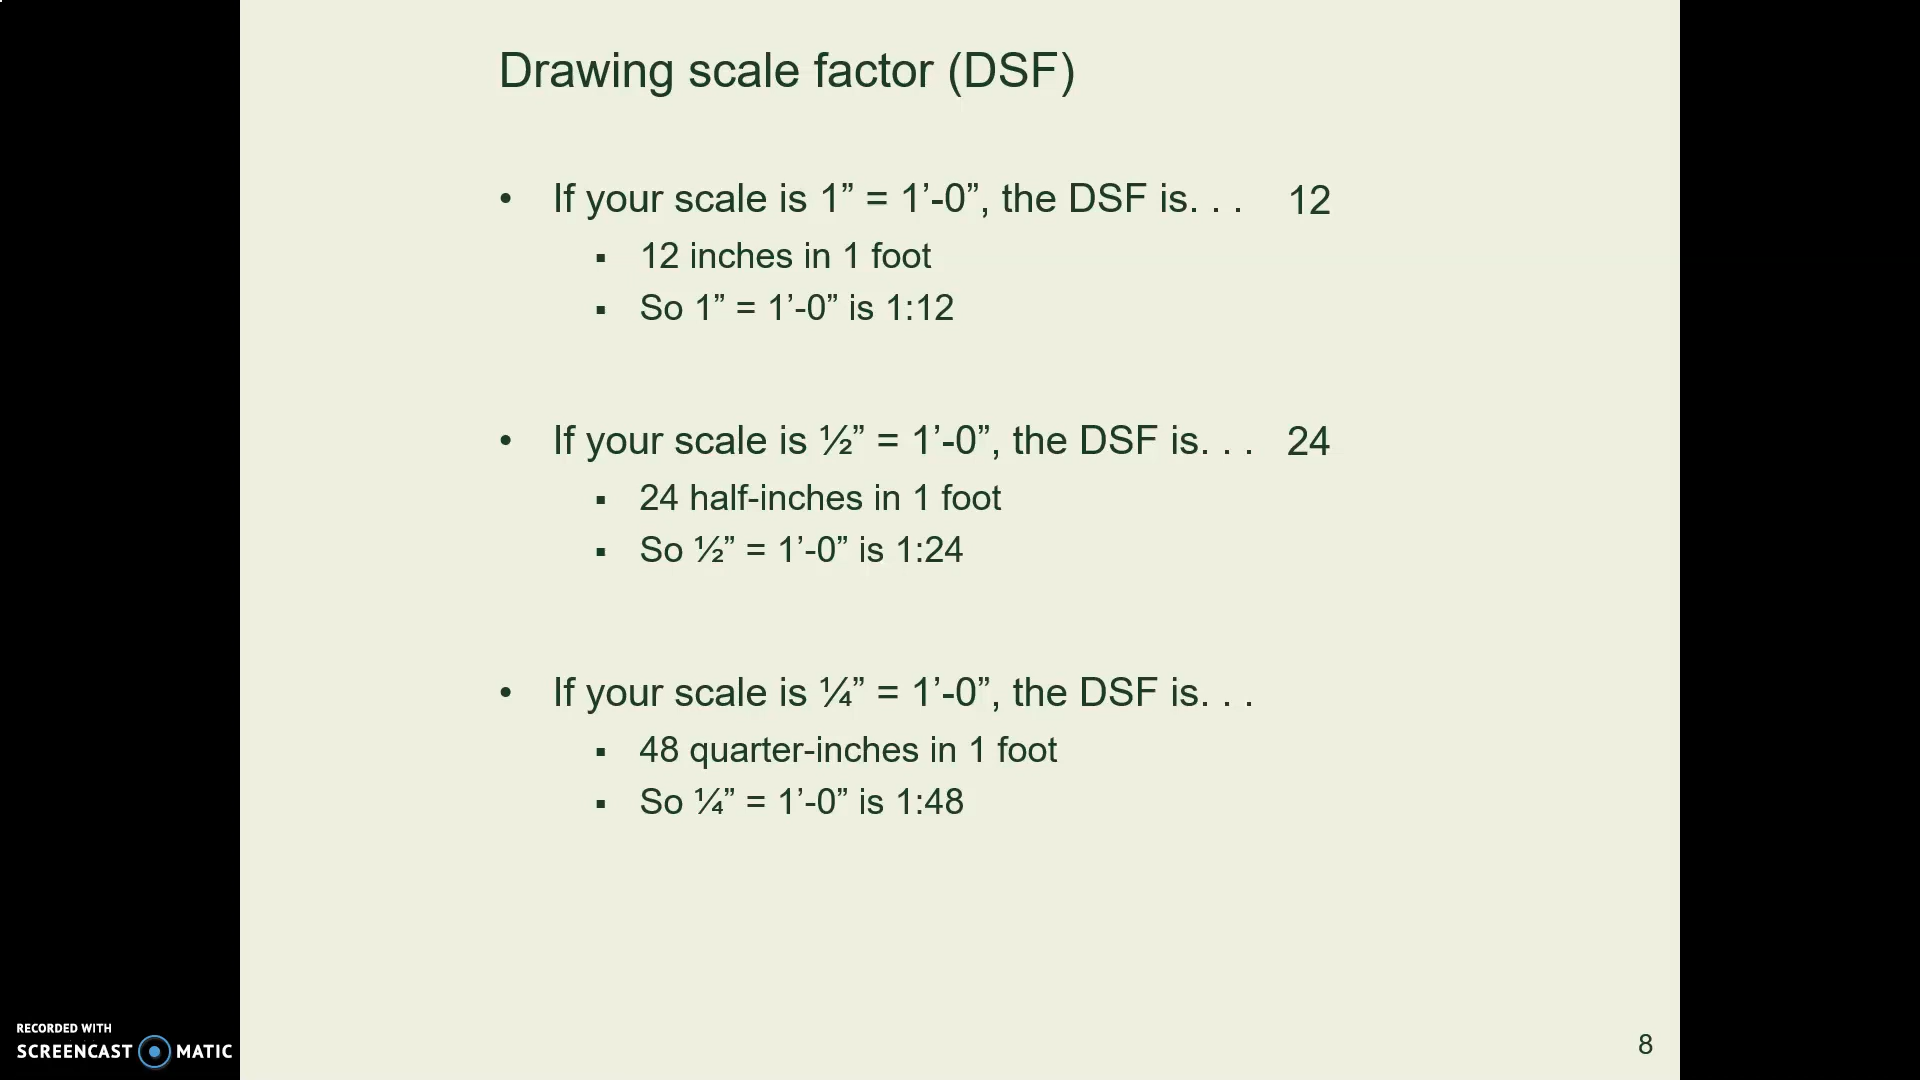 Drawing scale factor (DSF)
• If your scale is 1” = 1’-0”, the DSF is. . . 12
▪ 12 inches in 1 foot
▪ So 1” = 1’-0” is 1:12
• If your scale is ½” = 1’-0”, the DSF is. . . 24
▪ 24 half-inches in 1 foot
▪ So ½” = 1’-0” is 1:24
• If your scale is ¼” = 1’-0”, the DSF is. . .
▪ 48 quarter-inches in 1 foot
▪ So ¼” = 1’-0” is 1:48
RECORDED WITH
SCREENCAST MATIC
8